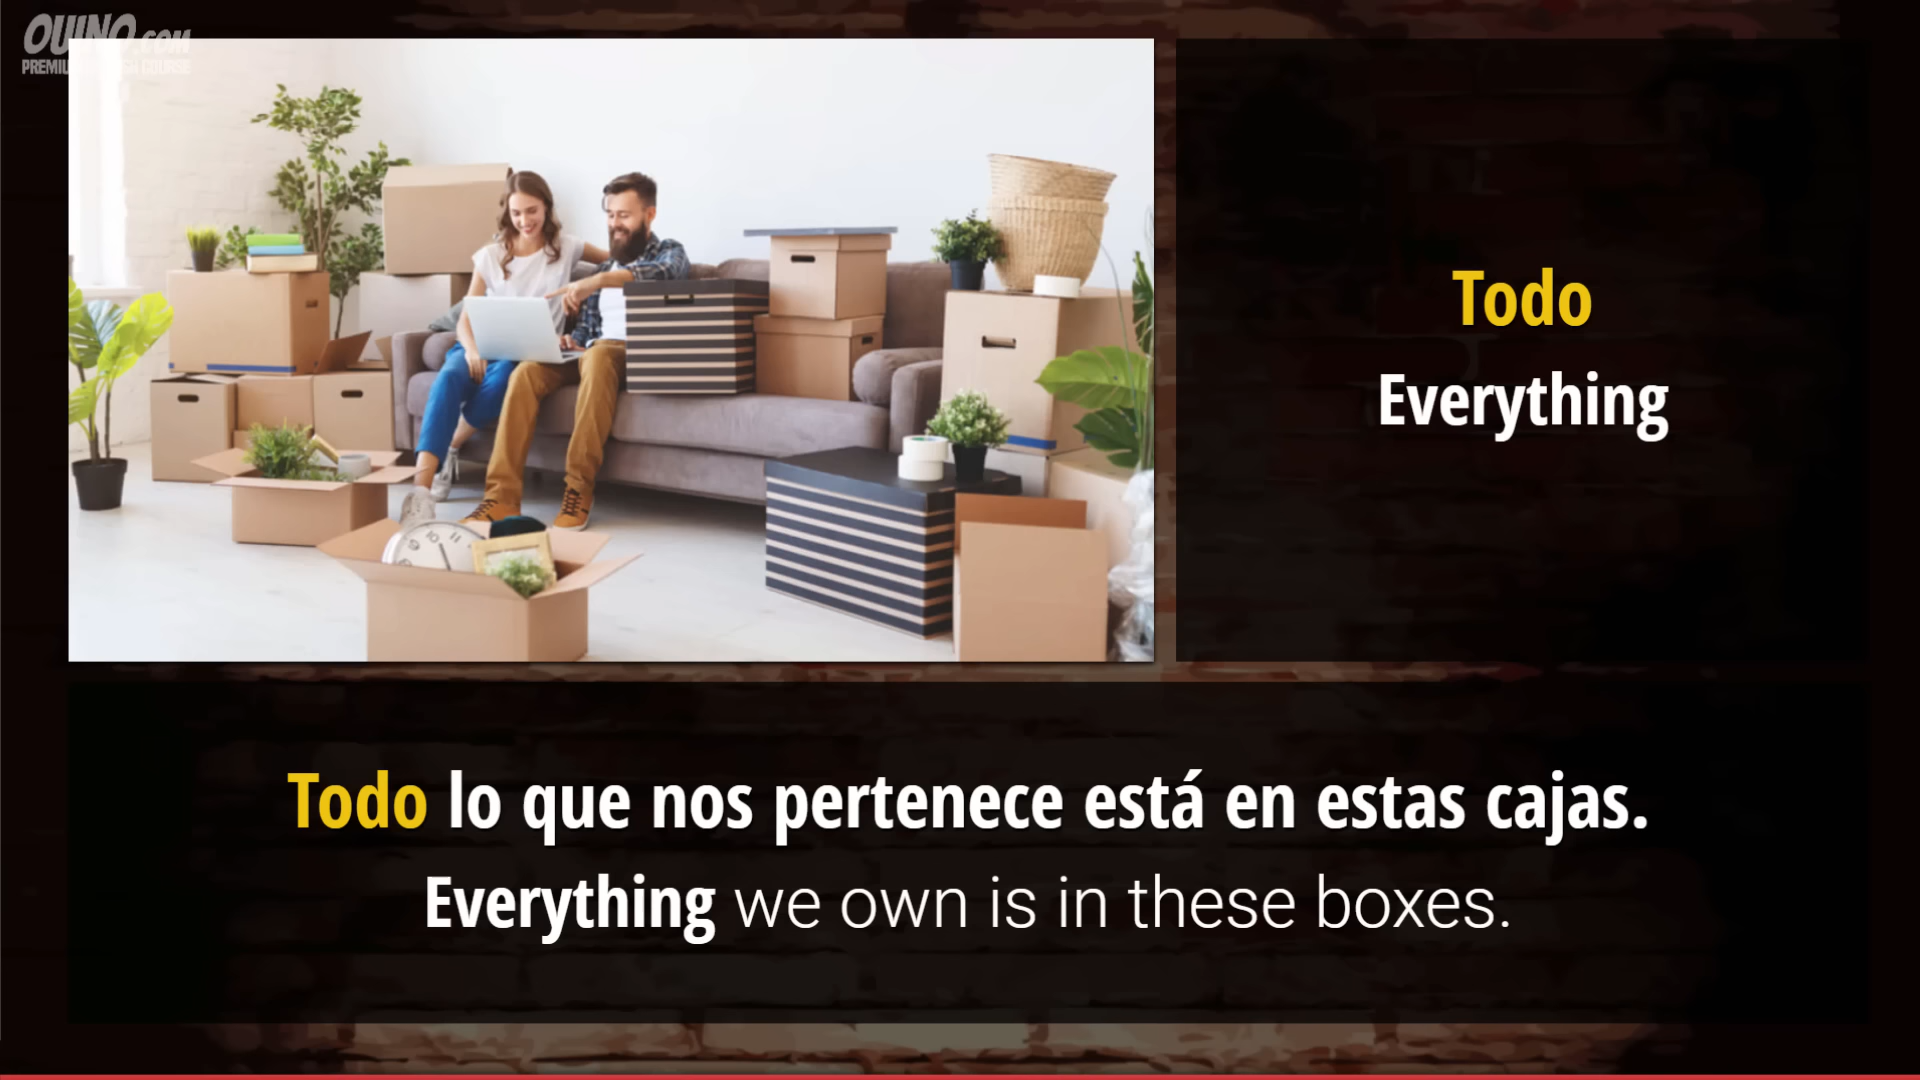 OUINO.com
Todo
Everything
Todo lo que nos pertenece está en estas cajas.
Everything we own is in these boxes.